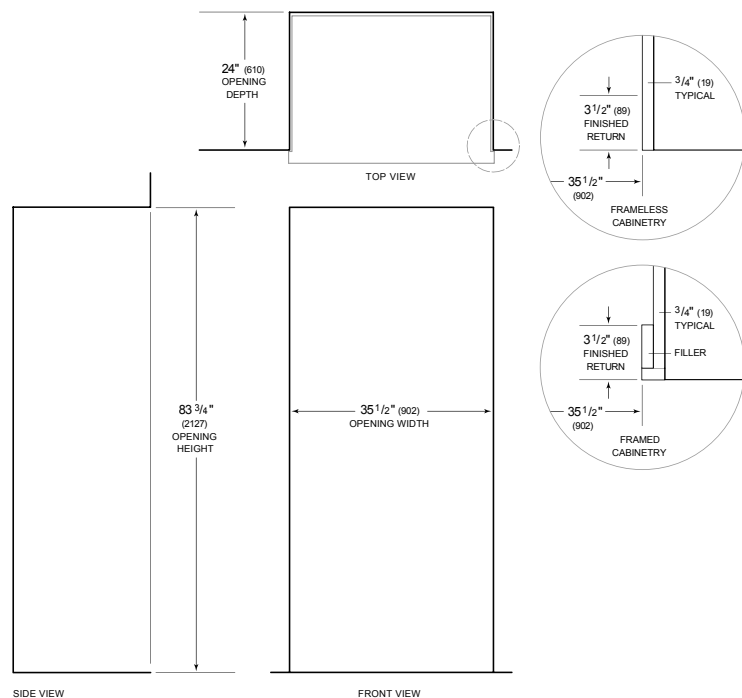 24" (610)
OPENING
DEPTH
TOP VIEW
3/4" (19)
TYPICAL
3 1/2" (89)
FINISHED
RETURN
35 1/2"
(902)
FRAMELESS
CABINETRY
3/4" (19)
TYPICAL
3 1/2" (89)
FINISHED
RETURN
FILLER
35 1/2"
(902)
FRAMED
CABINETRY
83 3/4"
(2127)
OPENING
HEIGHT
35 1/2" (902)
OPENING WIDTH
SIDE VIEW
FRONT VIEW